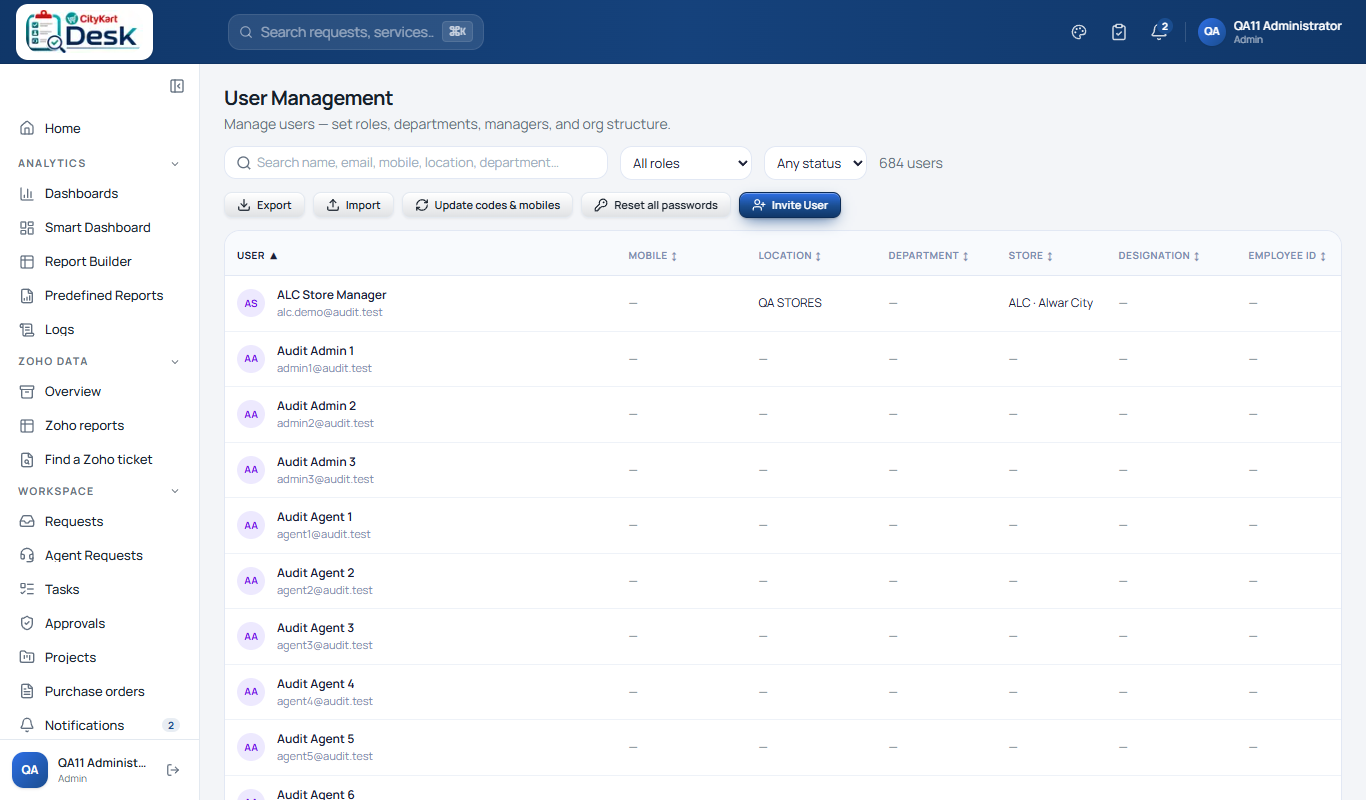 CityKart
Desk
Search requests, services.. ⌘K
2
QA
QA11 Administrator
Admin
Home
ANALYTICS
Dashboards
Smart Dashboard
Report Builder
Predefined Reports
Logs
ZOHO DATA
Overview
Zoho reports
Find a Zoho ticket
WORKSPACE
Requests
Agent Requests
Tasks
Approvals
Projects
Purchase orders
Notifications 2
QA
QA11 Administ...
Admin
User Management
Manage users — set roles, departments, managers, and org structure.
Search name, email, mobile, location, department... All roles Any status 684 users
Export Import Update codes & mobiles Reset all passwords Invite User
USER ▲ MOBILE ↕ LOCATION ↕ DEPARTMENT ↕ STORE ↕ DESIGNATION ↕ EMPLOYEE ID ↕
AS ALC Store Manager — QA STORES — ALC · Alwar City — —
alc.demo@audit.test
AA Audit Admin 1 — — — — — —
admin1@audit.test
AA Audit Admin 2 — — — — — —
admin2@audit.test
AA Audit Admin 3 — — — — — —
admin3@audit.test
AA Audit Agent 1 — — — — — —
agent1@audit.test
AA Audit Agent 2 — — — — — —
agent2@audit.test
AA Audit Agent 3 — — — — — —
agent3@audit.test
AA Audit Agent 4 — — — — — —
agent4@audit.test
AA Audit Agent 5 — — — — — —
agent5@audit.test
Audit Agent 6